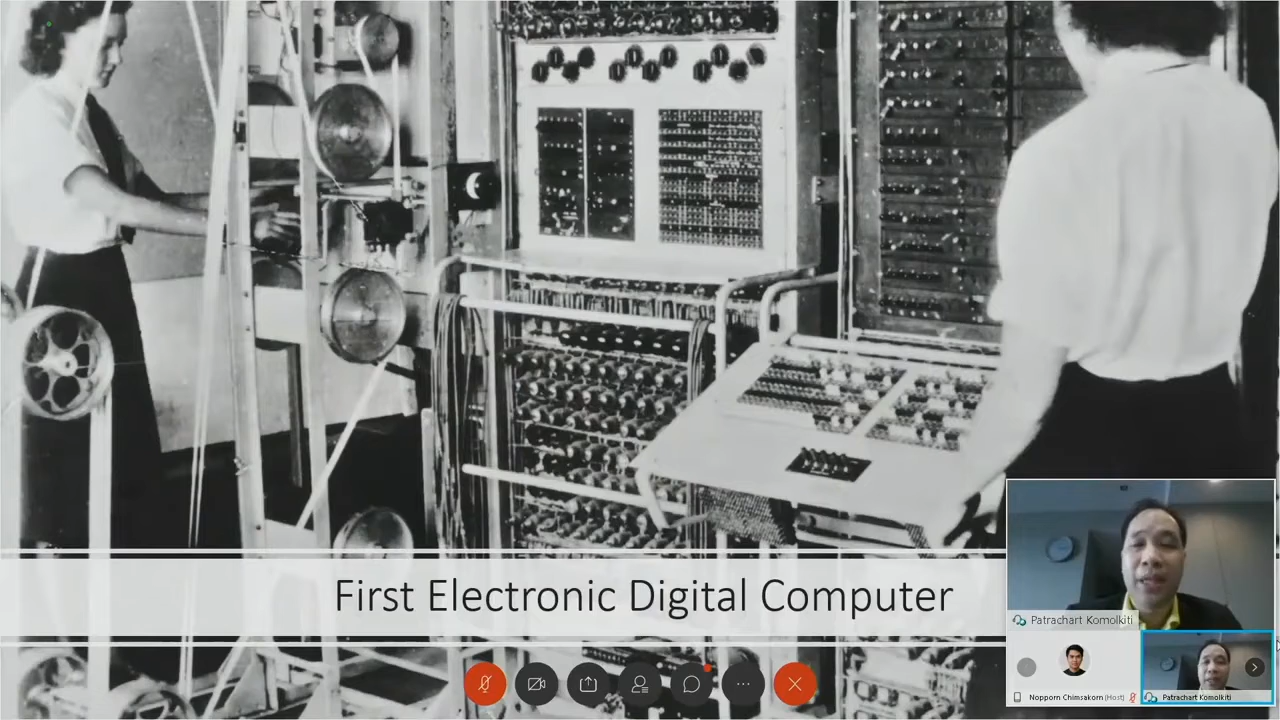 First Electronic Digital Computer
Patrachart Komolkiti
Nopporn Chimsakorn (Host)
Patrachart Komolkiti